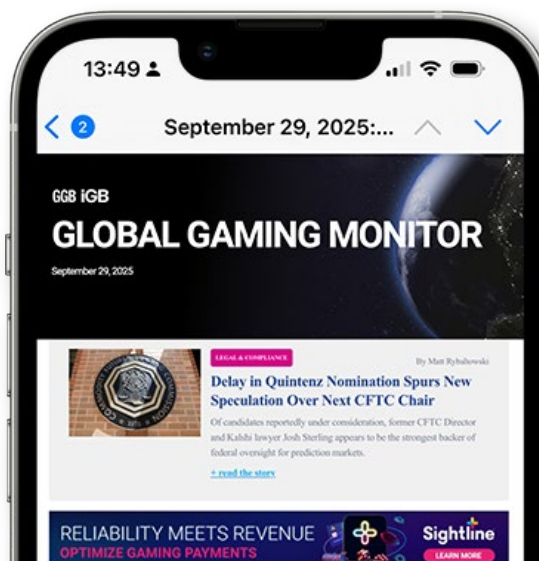 13:49
2
September 29, 2025:...
GGB iGB
GLOBAL GAMING MONITOR
September 29, 2025
LEGAL & COMPLIANCE
By Matt Rybaltowski
Delay in Quintenz Nomination Spurs New
Speculation Over Next CFTC Chair
Of candidates reportedly under consideration, former CFTC Director
and Kalshi lawyer Josh Sterling appears to be the strongest backer of
federal oversight for prediction markets.
+ read the story
RELIABILITY MEETS REVENUE
OPTIMIZE GAMING PAYMENTS
Sightline
LEARN MORE